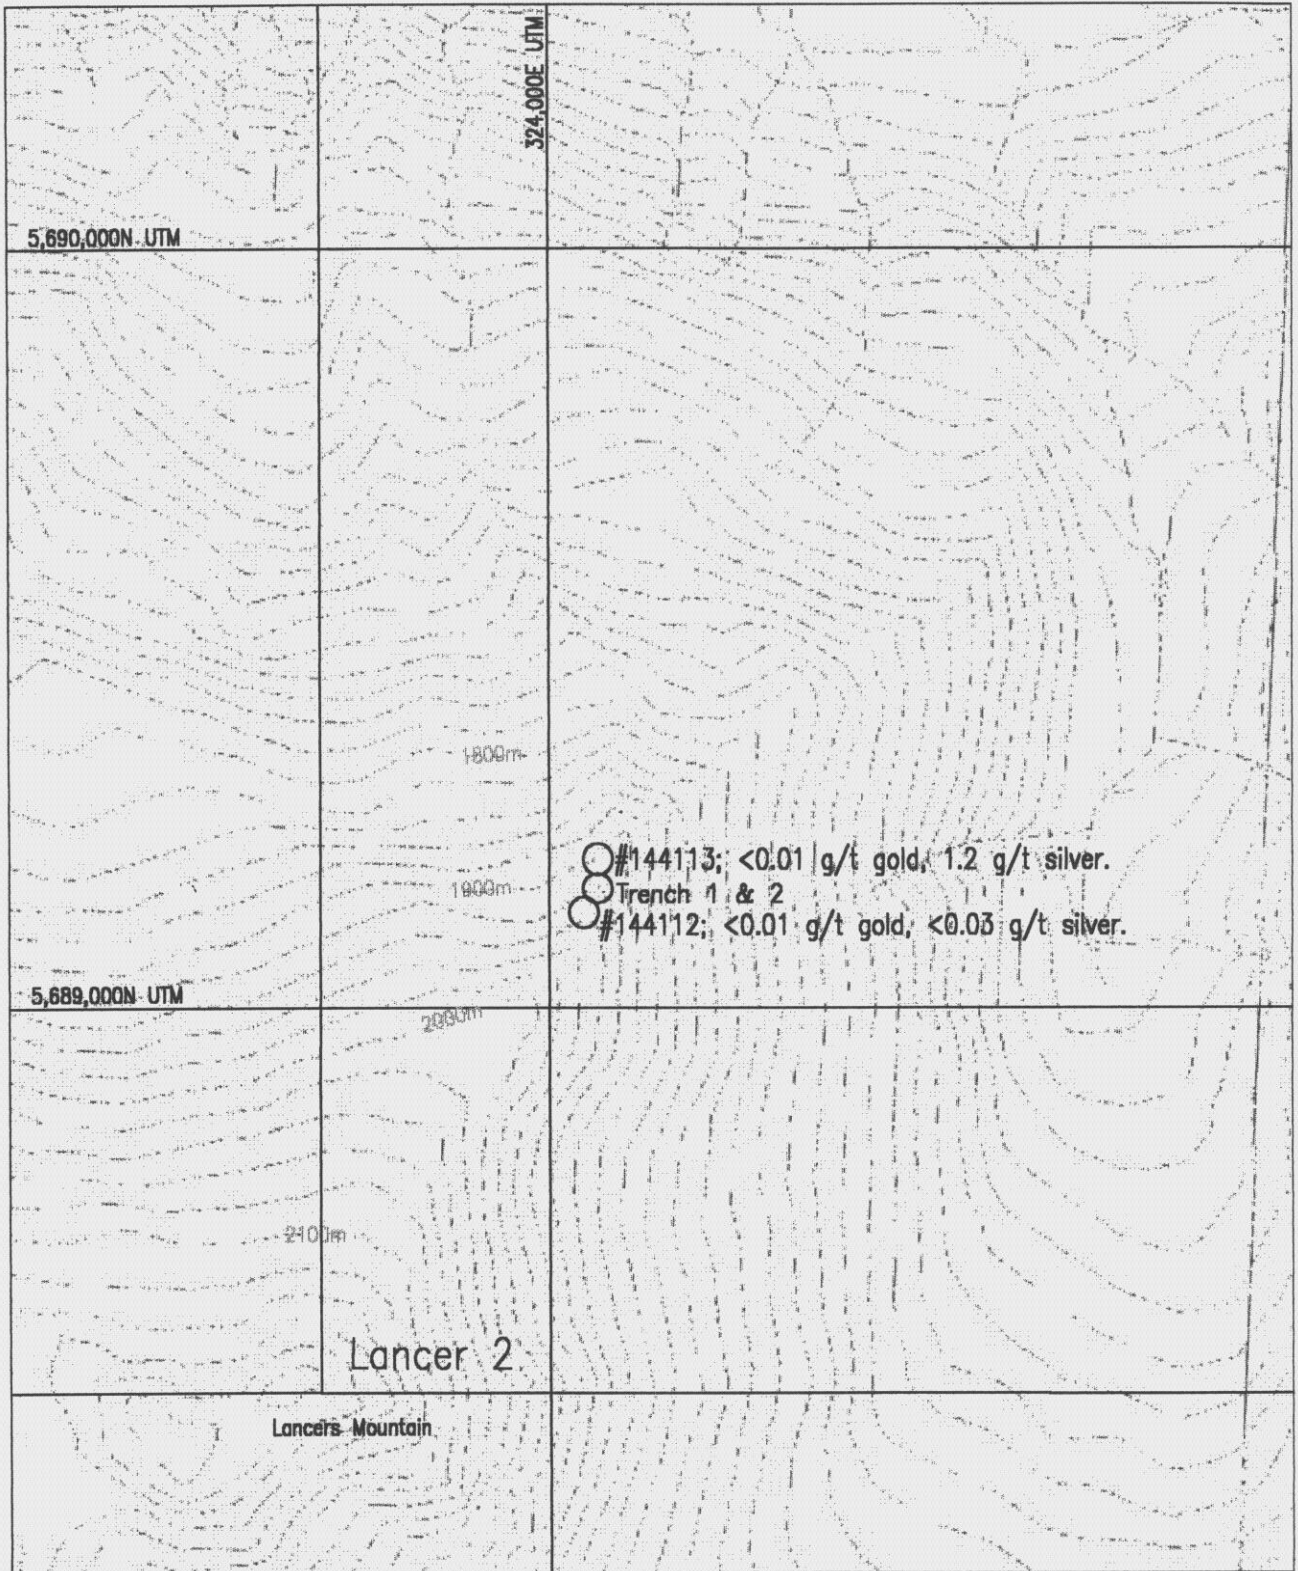 324,000E UTM
5,690,000N UTM
1800m
#144113; <0.01 g/t gold, 1.2 g/t silver.
1900m
Trench 1 & 2
#144112; <0.01 g/t gold, <0.03 g/t silver.
5,689,000N UTM
2000m
2100m
Lancer 2
Lancers Mountain